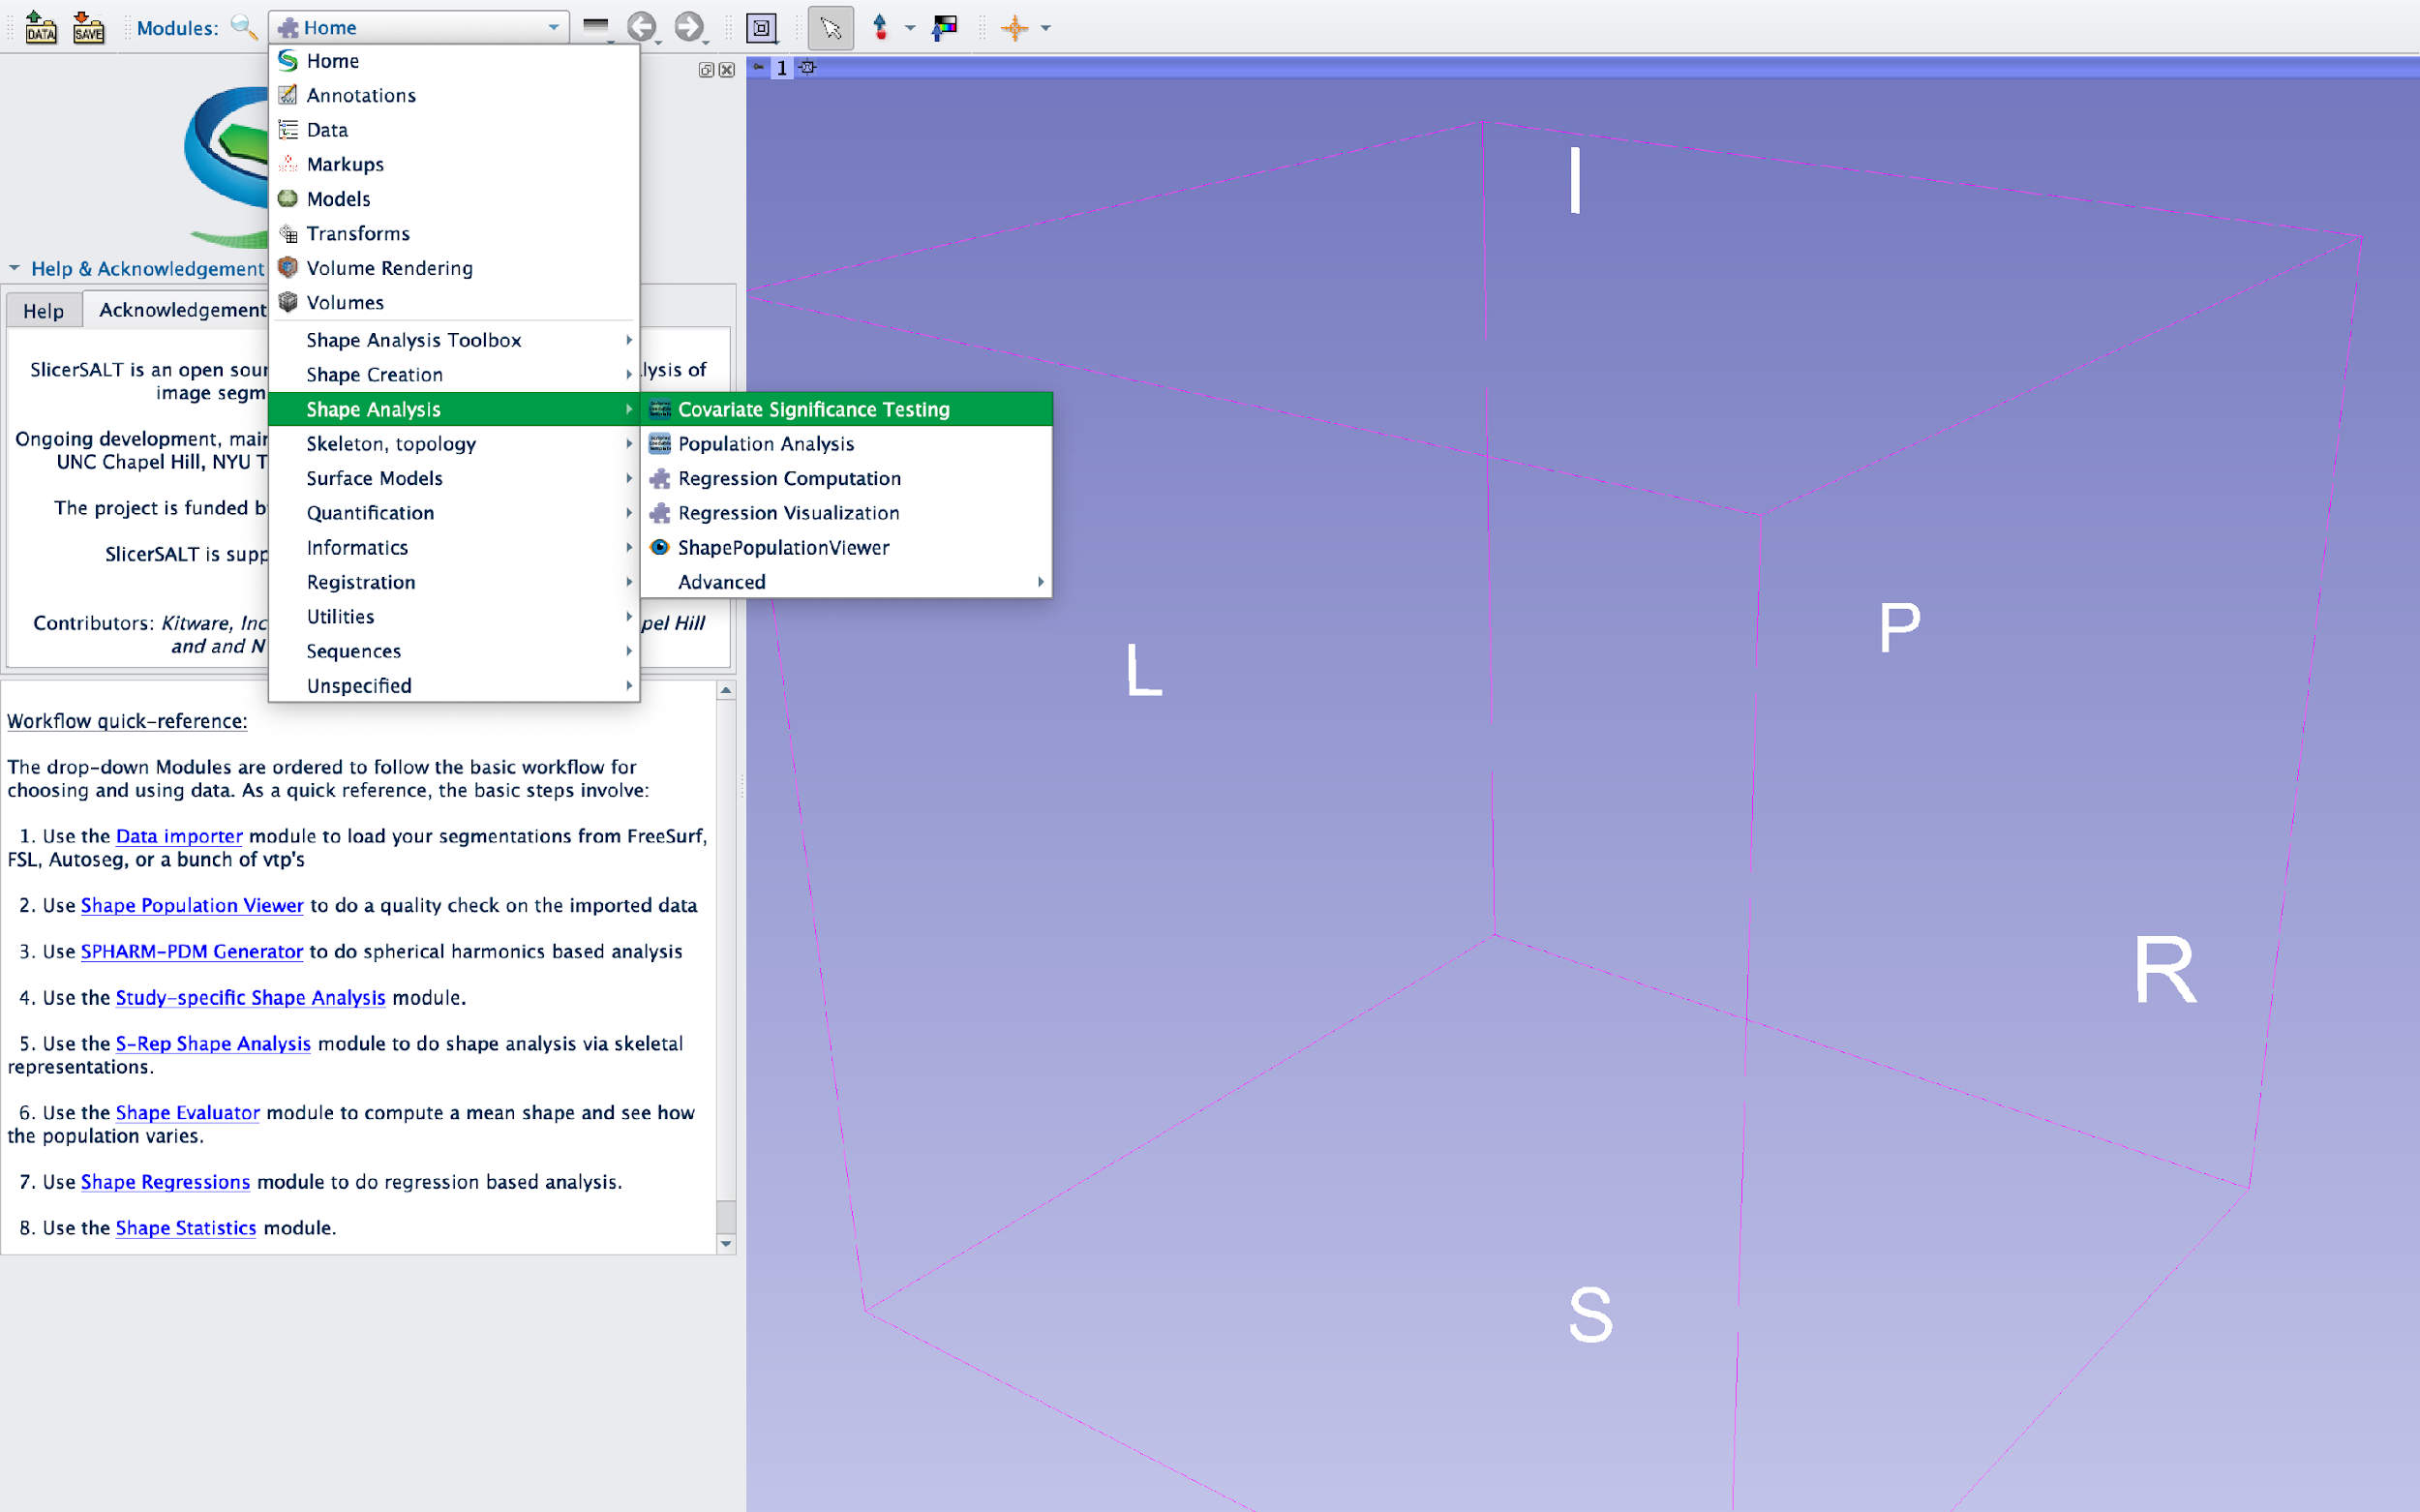 DATA SAVE Modules: Home
Home
Annotations
Data
Markups
Models
Transforms
Volume Rendering
Volumes
Shape Analysis Toolbox
Shape Creation
Shape Analysis
Skeleton, topology
Surface Models
Quantification
Informatics
Registration
Utilities
Sequences
Unspecified
Covariate Significance Testing
Population Analysis
Regression Computation
Regression Visualization
ShapePopulationViewer
Advanced
Help & Acknowledgement
Help Acknowledgement
SlicerSALT is an open sour lysis of
image segm
Ongoing development, mair
UNC Chapel Hill, NYU T
The project is funded b
SlicerSALT is supp
Contributors: Kitware, Inc pel Hill
and and N
Workflow quick-reference:
The drop-down Modules are ordered to follow the basic workflow for
choosing and using data. As a quick reference, the basic steps involve:
1. Use the Data importer module to load your segmentations from FreeSurf,
FSL, Autoseg, or a bunch of vtp's
2. Use Shape Population Viewer to do a quality check on the imported data
3. Use SPHARM-PDM Generator to do spherical harmonics based analysis
4. Use the Study-specific Shape Analysis module.
5. Use the S-Rep Shape Analysis module to do shape analysis via skeletal
representations.
6. Use the Shape Evaluator module to compute a mean shape and see how
the population varies.
7. Use Shape Regressions module to do regression based analysis.
8. Use the Shape Statistics module.
1
I
P
L
R
S